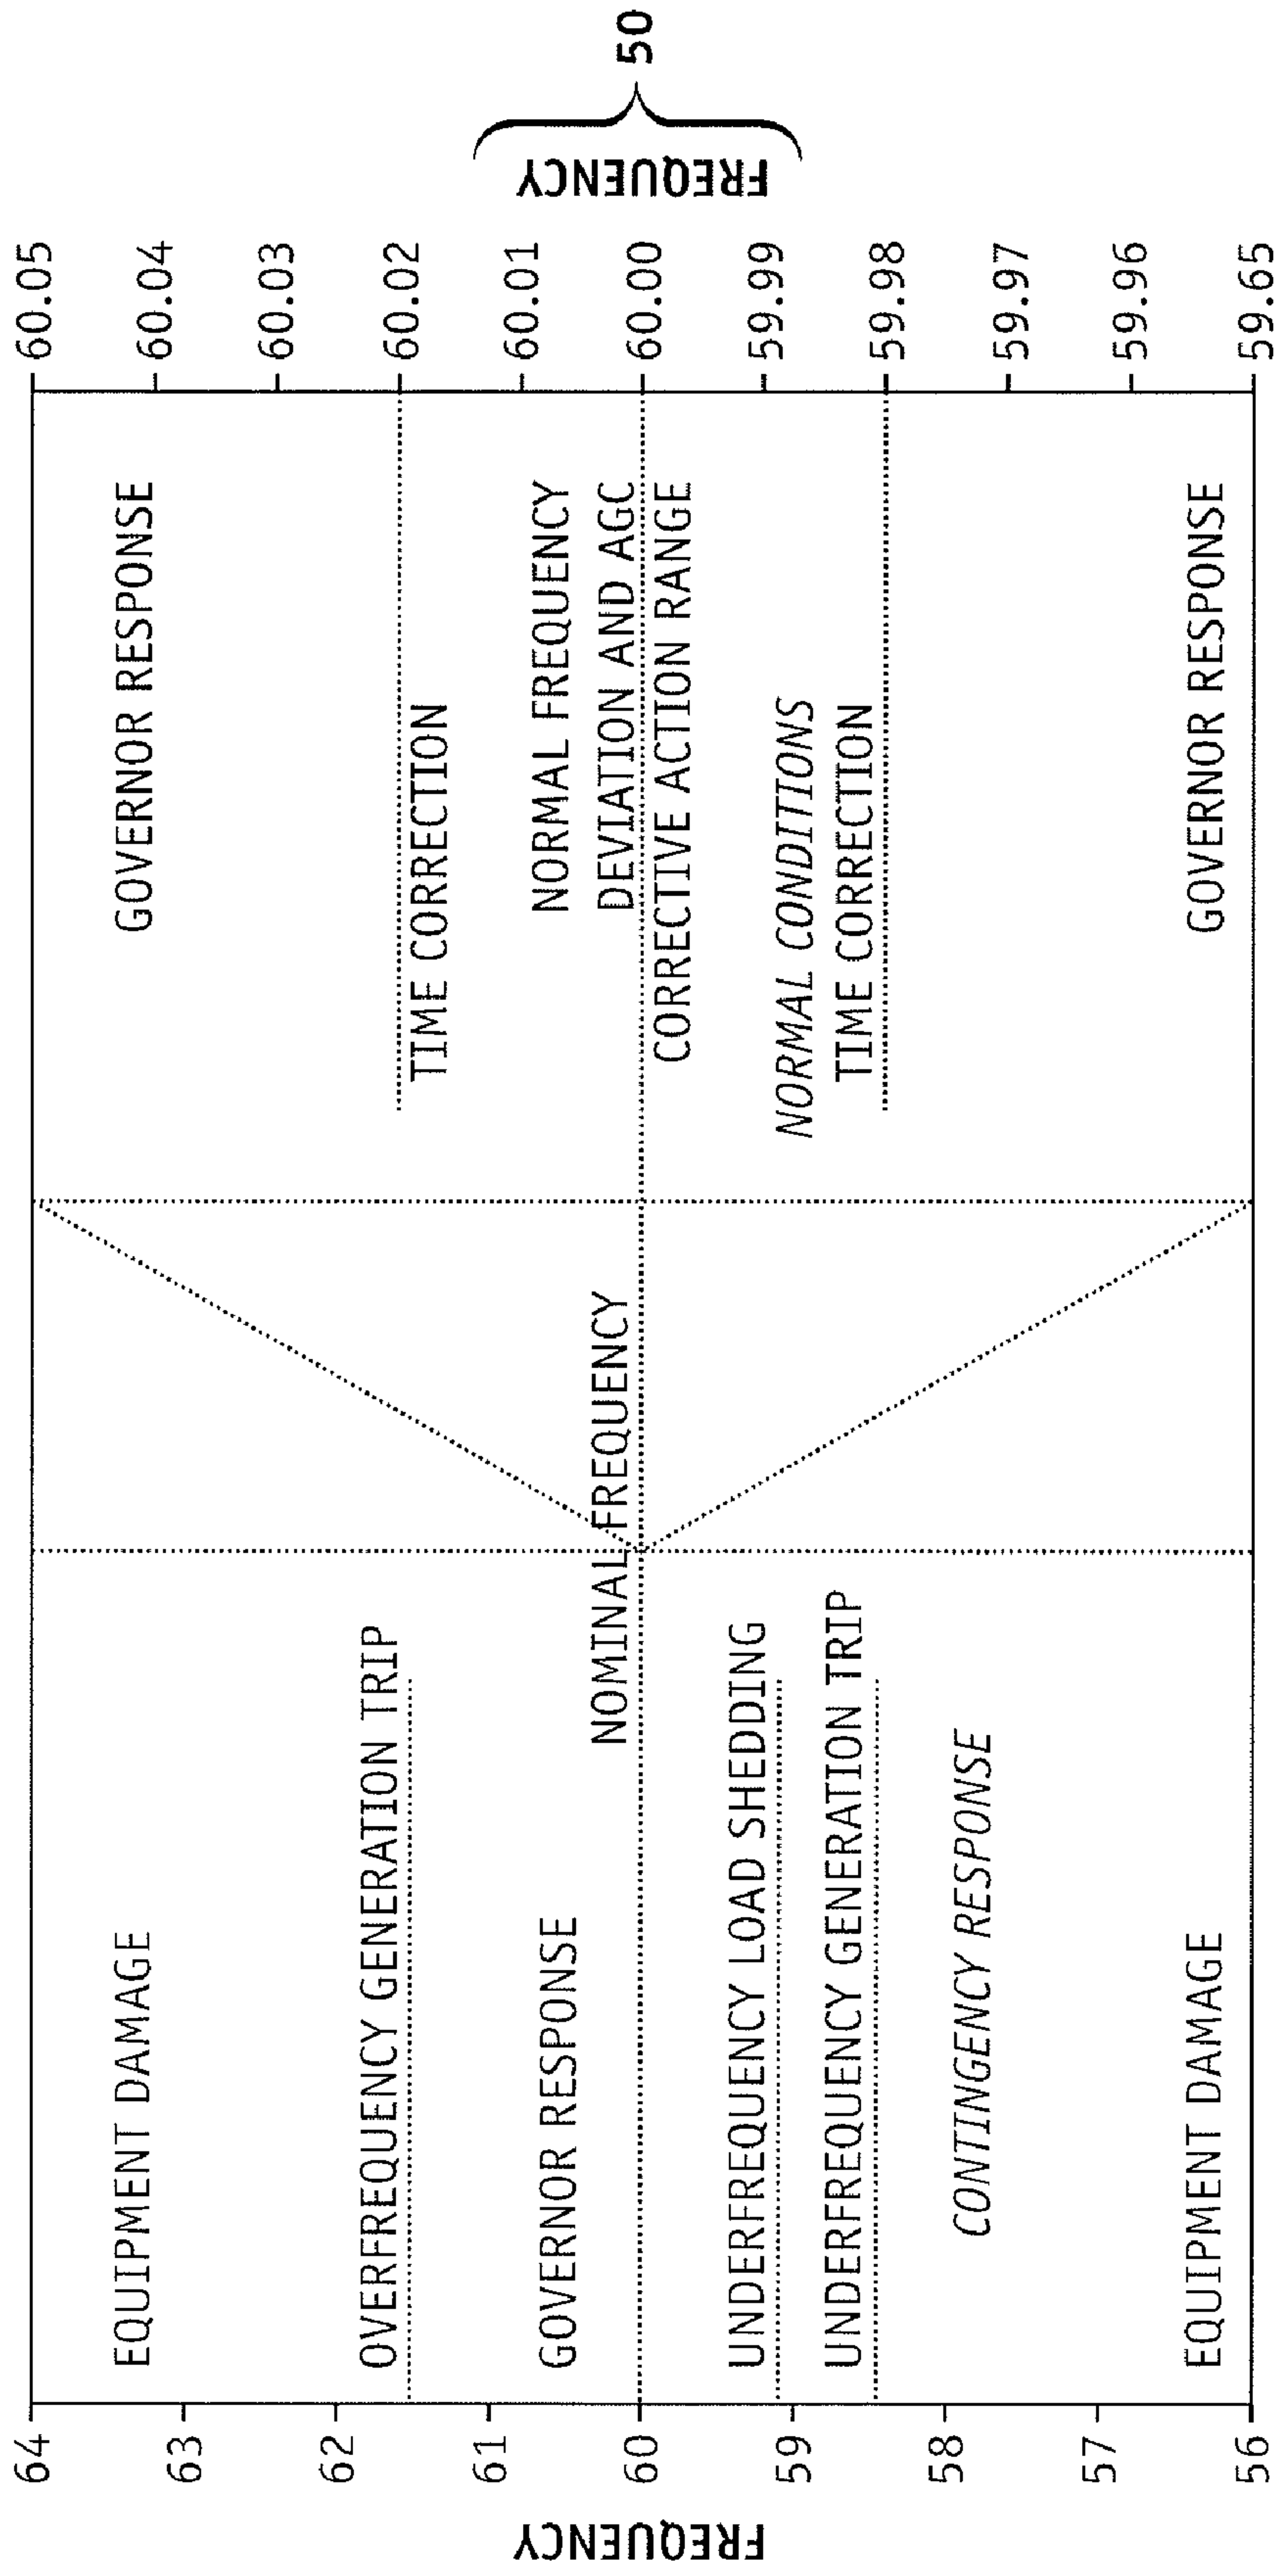 FREQUENCY
64
63
62
61
60
59
58
57
56
EQUIPMENT DAMAGE
OVERFREQUENCY GENERATION TRIP
GOVERNOR RESPONSE
NOMINAL FREQUENCY
UNDERFREQUENCY LOAD SHEDDING
UNDERFREQUENCY GENERATION TRIP
CONTINGENCY RESPONSE
EQUIPMENT DAMAGE
GOVERNOR RESPONSE
TIME CORRECTION
NORMAL FREQUENCY
DEVIATION AND AGC
CORRECTIVE ACTION RANGE
NORMAL CONDITIONS
TIME CORRECTION
GOVERNOR RESPONSE
60.05
60.04
60.03
60.02
60.01
60.00
59.99
59.98
59.97
59.96
59.65
FREQUENCY
50